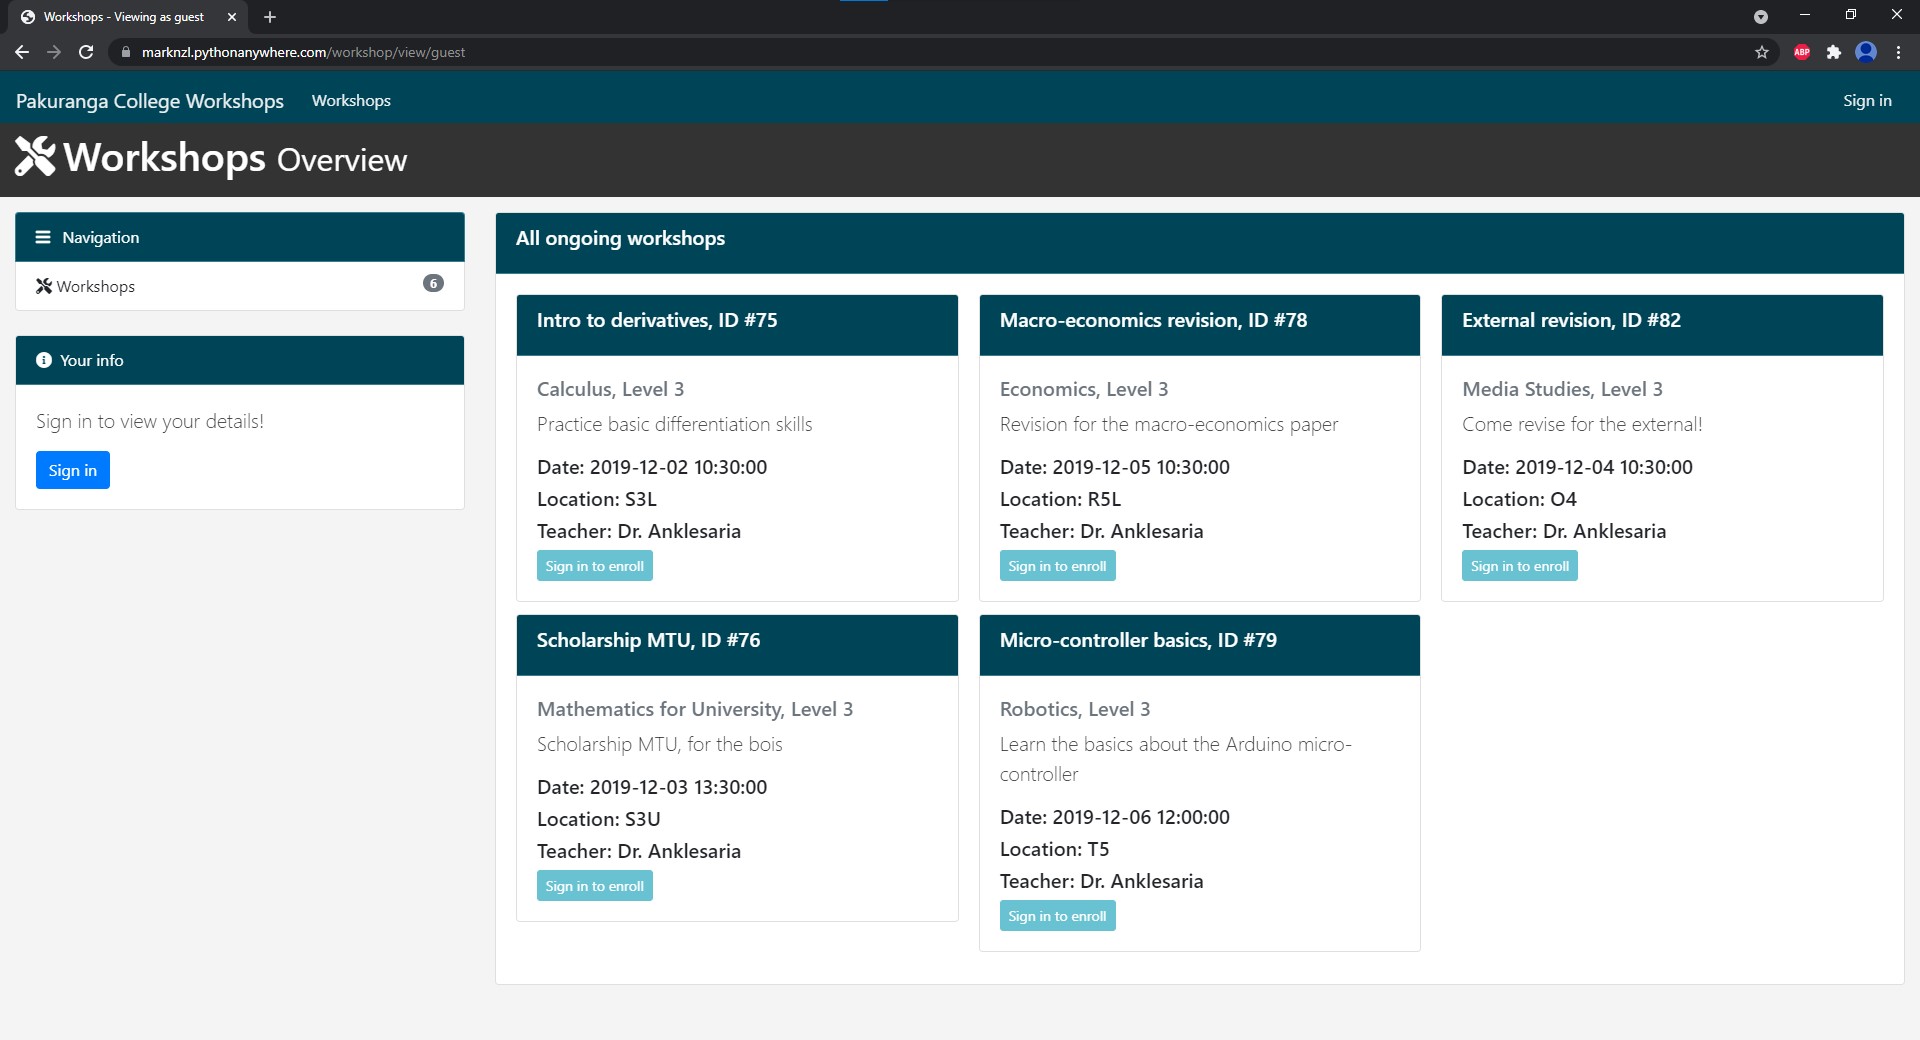 Workshops - Viewing as guest
marknzl.pythonanywhere.com/workshop/view/guest
ABP
Pakuranga College Workshops Workshops Sign in
Workshops Overview
Navigation
Workshops 6
Your info
Sign in to view your details!
Sign in
All ongoing workshops
Intro to derivatives, ID #75
Calculus, Level 3
Practice basic differentiation skills
Date: 2019-12-02 10:30:00
Location: S3L
Teacher: Dr. Anklesaria
Sign in to enroll
Macro-economics revision, ID #78
Economics, Level 3
Revision for the macro-economics paper
Date: 2019-12-05 10:30:00
Location: R5L
Teacher: Dr. Anklesaria
Sign in to enroll
External revision, ID #82
Media Studies, Level 3
Come revise for the external!
Date: 2019-12-04 10:30:00
Location: O4
Teacher: Dr. Anklesaria
Sign in to enroll
Scholarship MTU, ID #76
Mathematics for University, Level 3
Scholarship MTU, for the bois
Date: 2019-12-03 13:30:00
Location: S3U
Teacher: Dr. Anklesaria
Sign in to enroll
Micro-controller basics, ID #79
Robotics, Level 3
Learn the basics about the Arduino micro-
controller
Date: 2019-12-06 12:00:00
Location: T5
Teacher: Dr. Anklesaria
Sign in to enroll